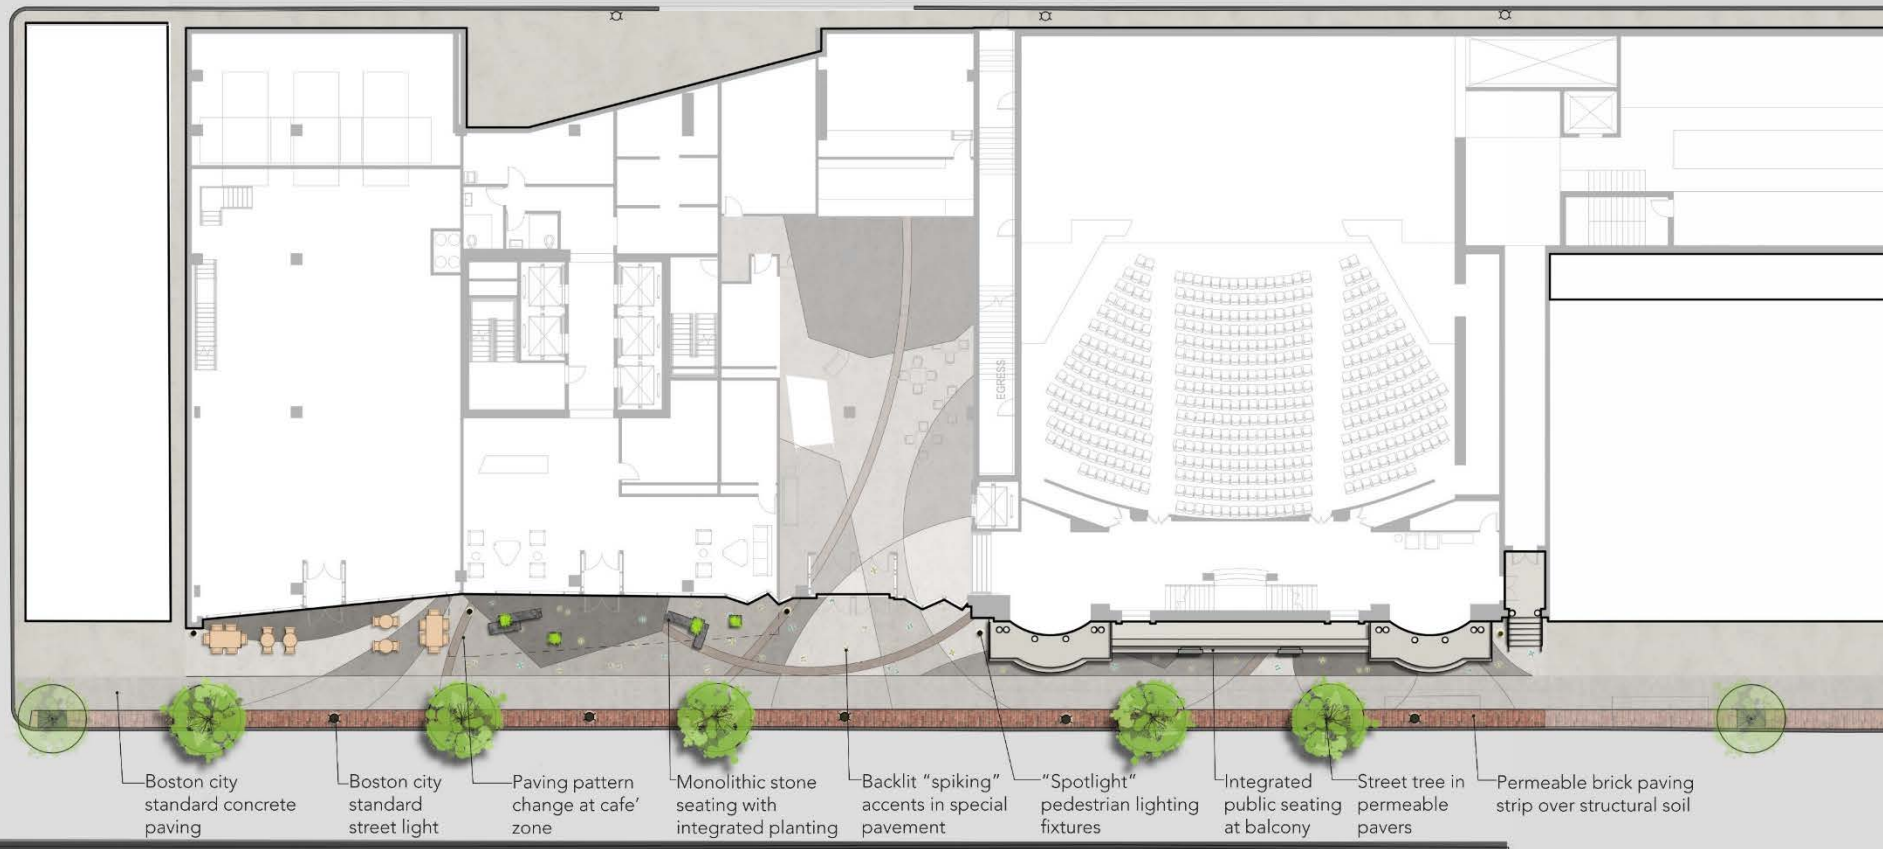 EGRESS
Boston city
standard concrete
paving
Boston city
standard
street light
Paving pattern
change at cafe’
zone
Monolithic stone
seating with
integrated planting
Backlit “spiking”
accents in special
pavement
“Spotlight”
pedestrian lighting
fixtures
Integrated
public seating
at balcony
Street tree in
permeable
pavers
Permeable brick paving
strip over structural soil